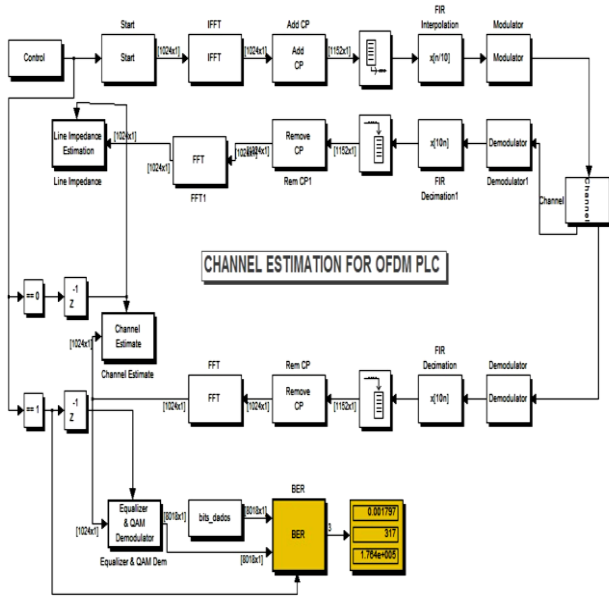 Start
IFFT
Add CP
FIR
Interpolation
Modulator
Control
Start
[1024x1]
IFFT
[1024x1]
Add
CP
[1152x1]
x[n/10]
Modulator
Line Impedance
Estimation
[1024x1]
Line Impedance
[1024x1]
FFT
FFT1
Remove
CP
Rem CP1
[1152x1]
x[10n]
FIR
Decimation1
Demodulator
Demodulator1
Channel
Channel
CHANNEL ESTIMATION FOR OFDM PLC
== 0
-1
Z
Channel
Estimate
[1024x1]
Channel Estimate
FFT
Rem CP
FIR
Decimation
Demodulator
FFT
[1024x1]
[1024x1]
Remove
CP
[1152x1]
x[10n]
Demodulator
== 1
-1
Z
Equalizer
& QAM
Demodulator
[1024x1]
Equalizer & QAM Dem
[8018x1]
bits_dados
[8018x1]
[8018x1]
BER
BER
3
0.001797
317
1.764e+005